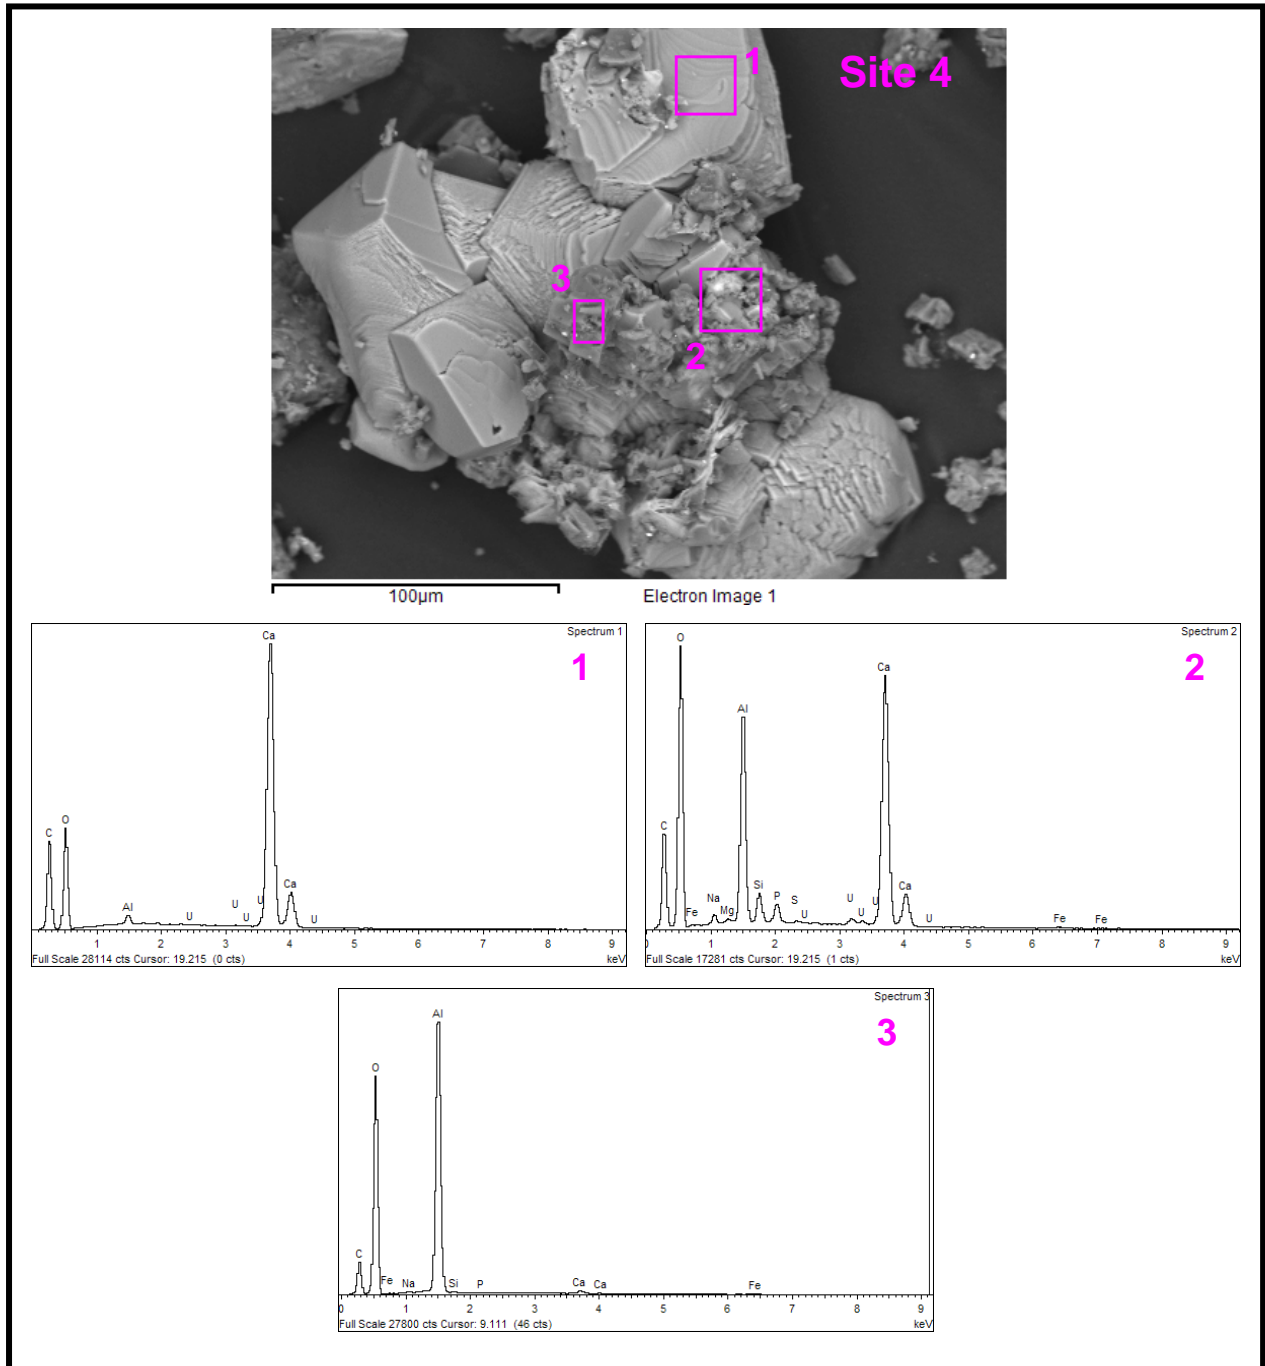 Site 4
1
3
2
100µm
Electron Image 1
Spectrum 1
1
Ca
C
O
Al
U
U
U
U
Ca
U
1 2 3 4 5 6 7 8 9
Full Scale 28114 cts Cursor: 19.215 (0 cts)
keV
Spectrum 2
2
O
Ca
Al
C
Fe
Na
Mg
Si
P
S
U
U
U
U
Ca
U
Fe
Fe
0 1 2 3 4 5 6 7 8 9
Full Scale 17281 cts Cursor: 19.215 (1 cts)
keV
Spectrum 3
3
Al
O
C
Fe
Na
Si
P
Ca
Ca
Fe
0 1 2 3 4 5 6 7 8 9
Full Scale 27800 cts Cursor: 9.111 (46 cts)
keV